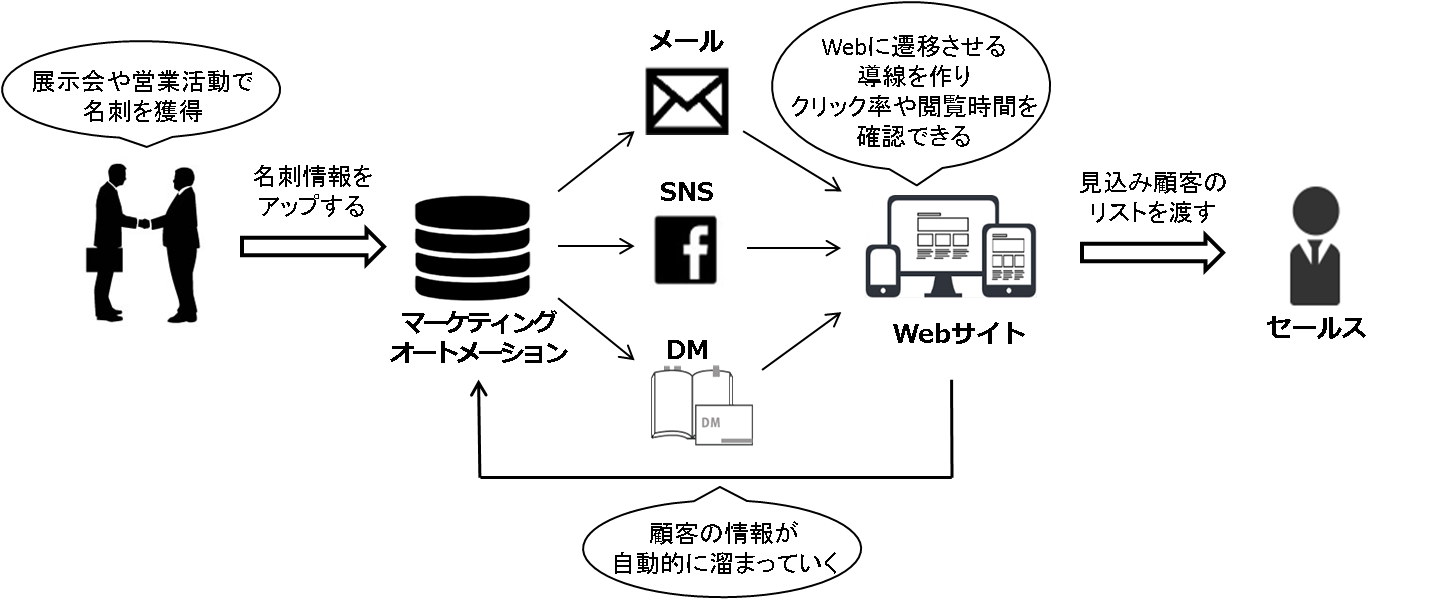 展示会や営業活動で
名刺を獲得
名刺情報を
アップする
マーケティング
オートメーション
メール
SNS
f
DM
DM
Webに遷移させる
導線を作り
クリック率や閲覧時間を
確認できる
Webサイト
見込み顧客の
リストを渡す
セールス
顧客の情報が
自動的に溜まっていく